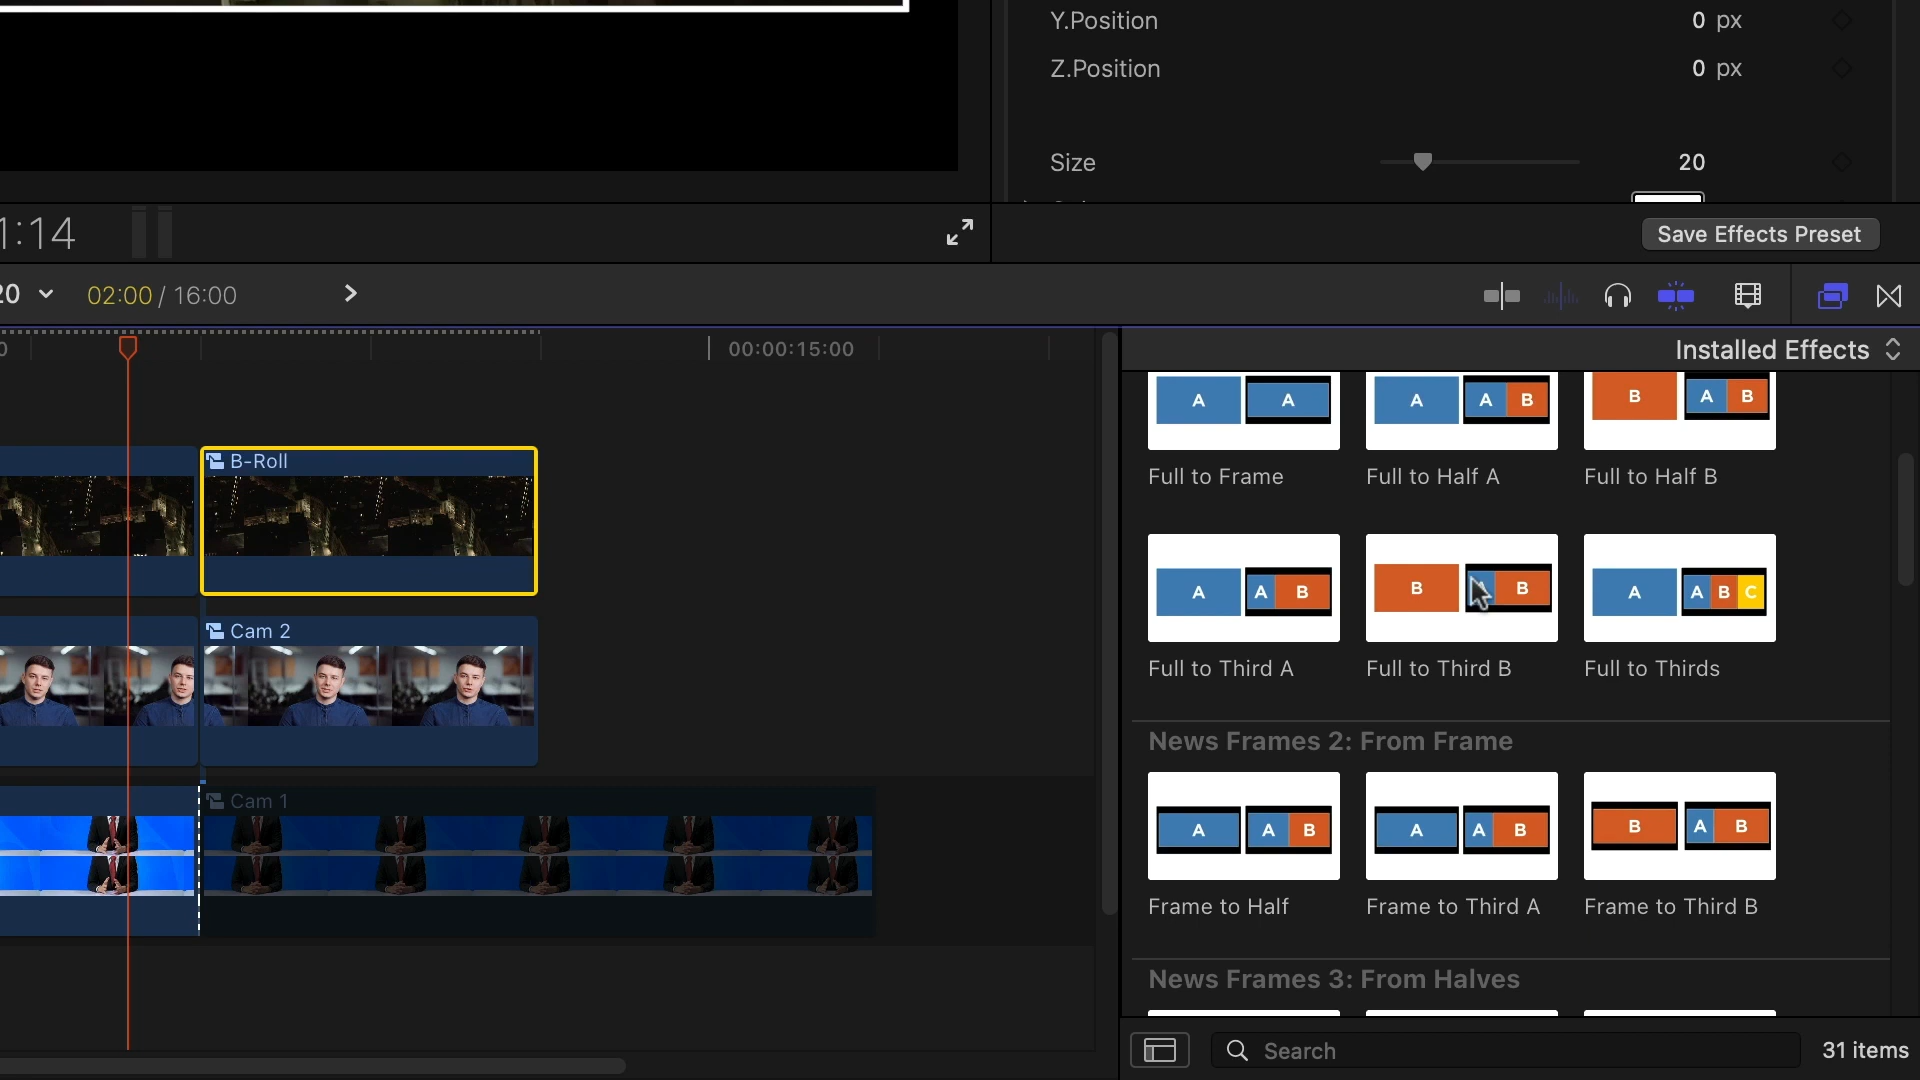 Y.Position 0 px
Z.Position 0 px
Size 20
1:14
Save Effects Preset
20 02:00 / 16:00
Installed Effects
0 00:00:15:00
A A A A B B A B
Full to Frame Full to Half A Full to Half B
B-Roll
A A B B B A A B C
Full to Third A Full to Third B Full to Thirds
Cam 2
News Frames 2: From Frame
A A B A A B B A B
Frame to Half Frame to Third A Frame to Third B
Cam 1
News Frames 3: From Halves
Search 31 items